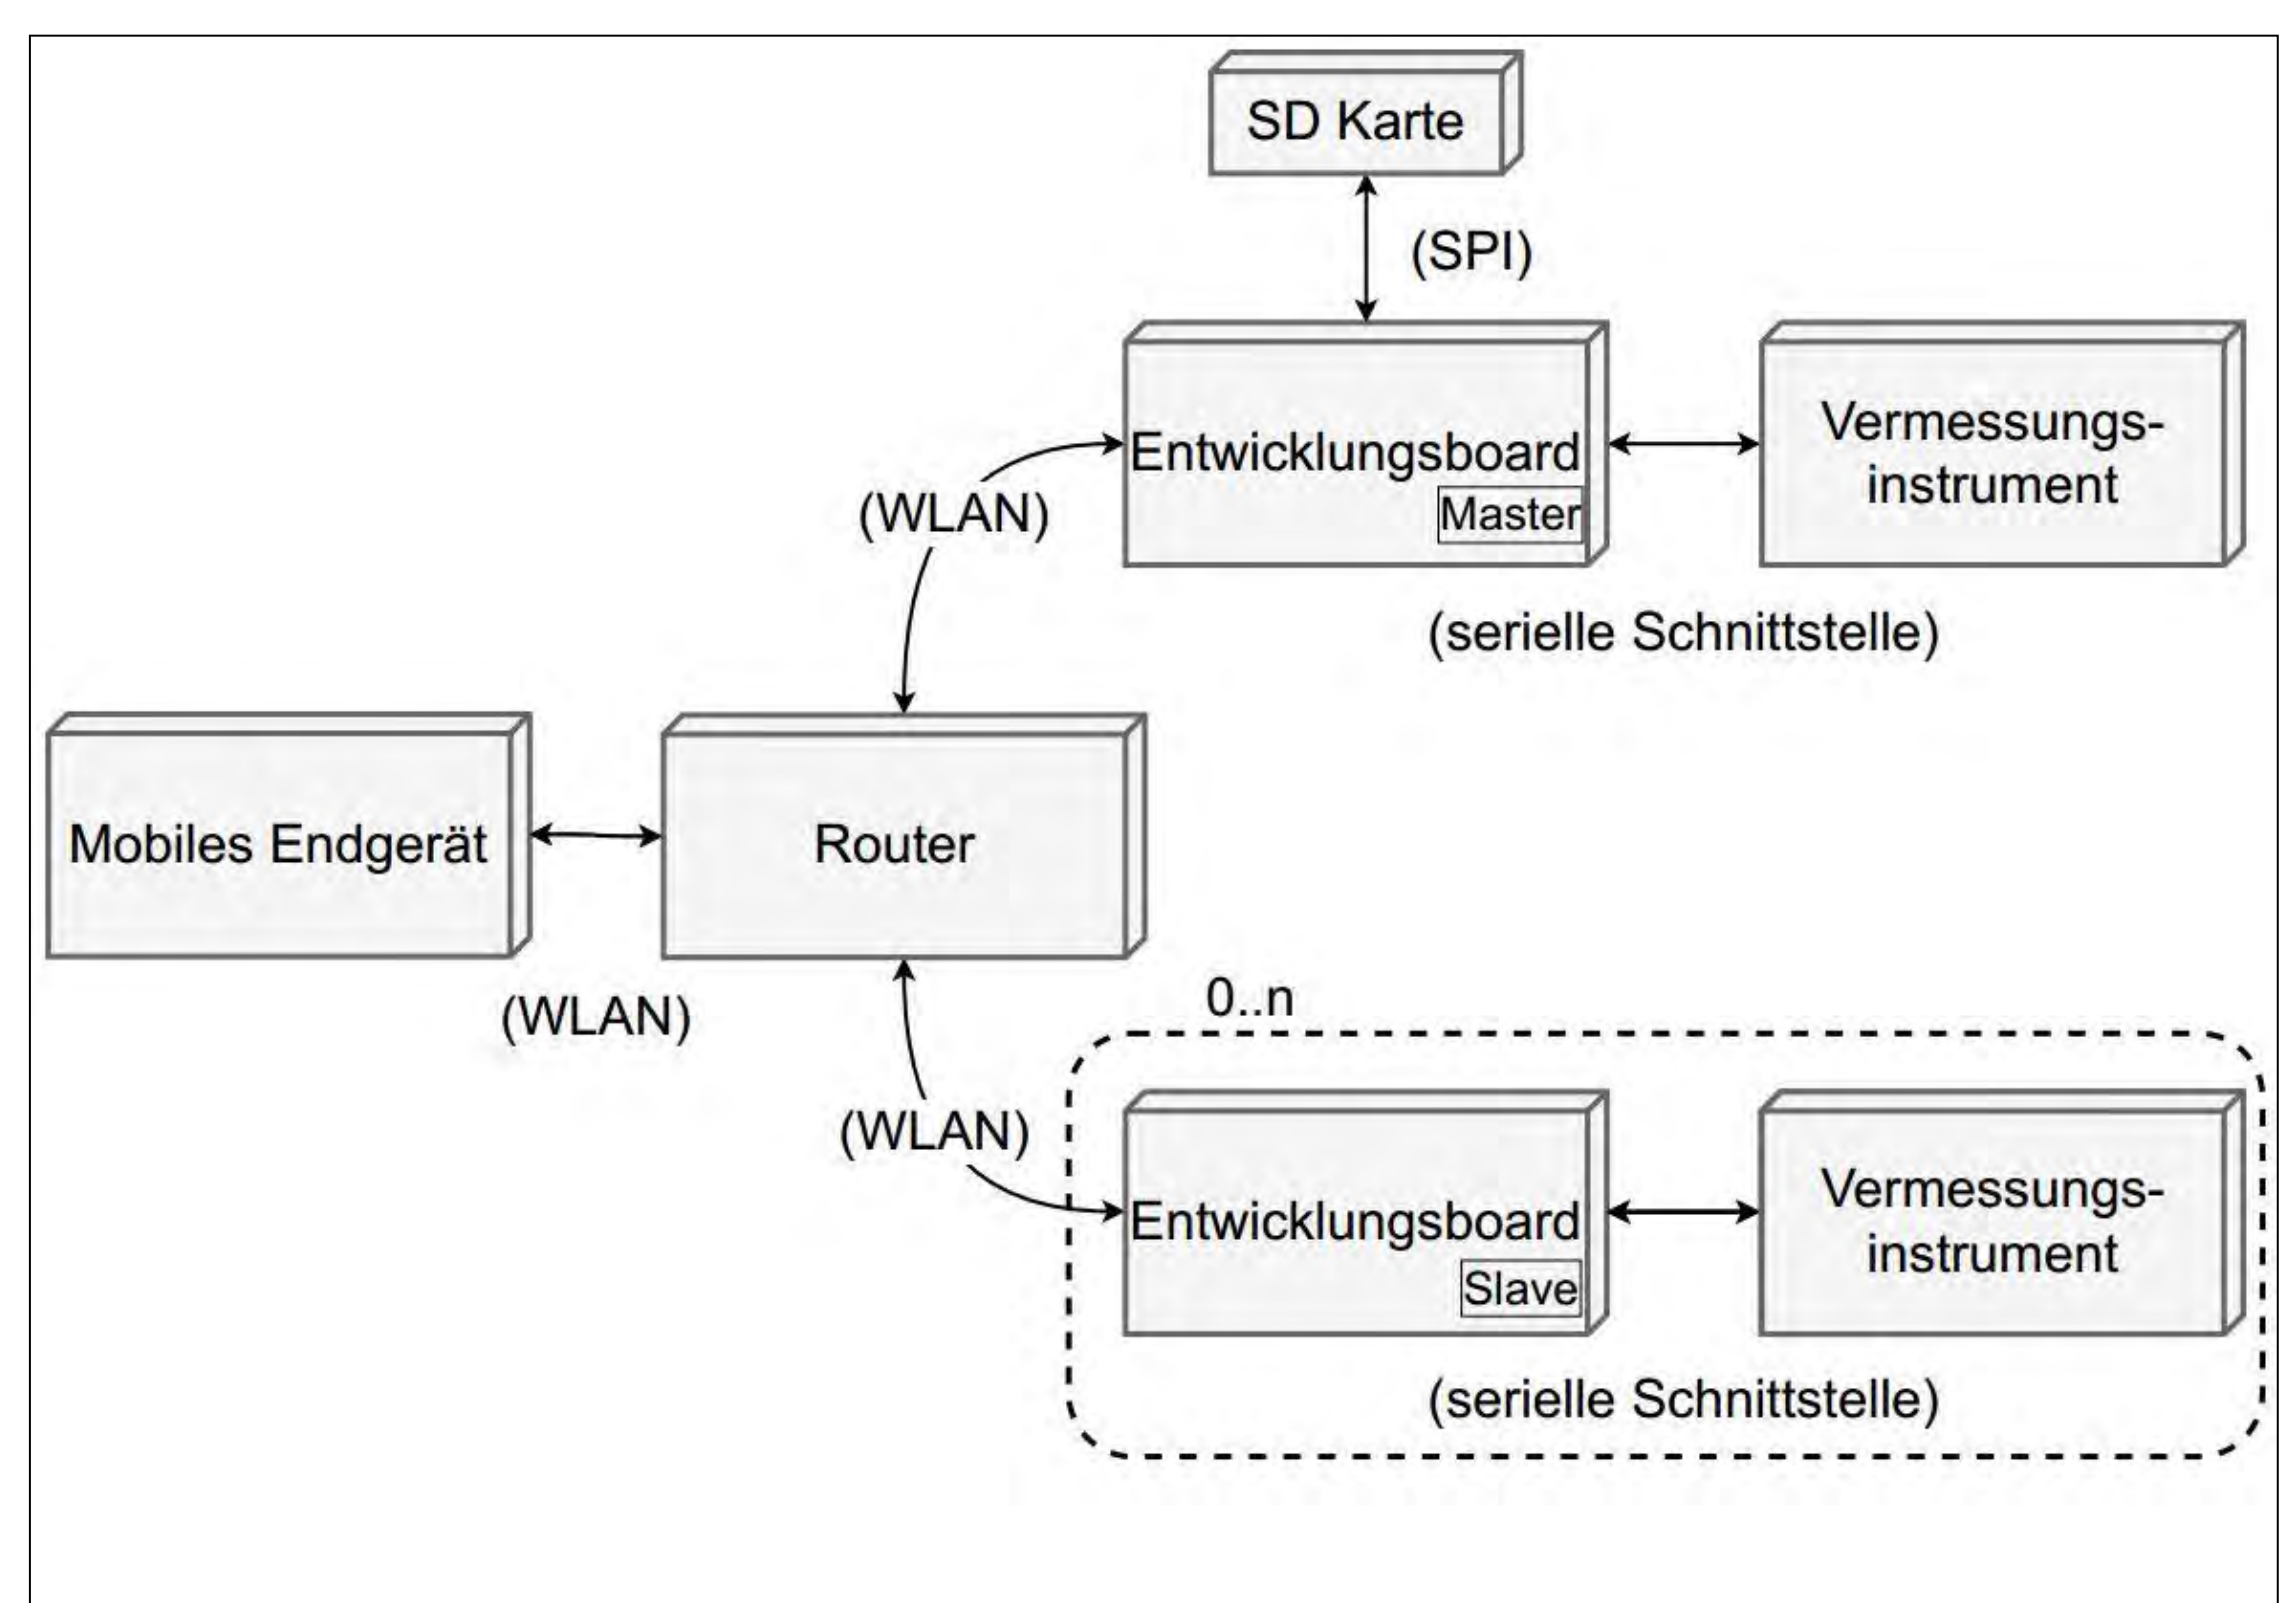 SD Karte
(SPI)
Entwicklungsboard
Master
Vermessungs-
instrument
(WLAN)
(serielle Schnittstelle)
Mobiles Endgerät
Router
(WLAN)
0..n
(WLAN)
Entwicklungsboard
Slave
Vermessungs-
instrument
(serielle Schnittstelle)